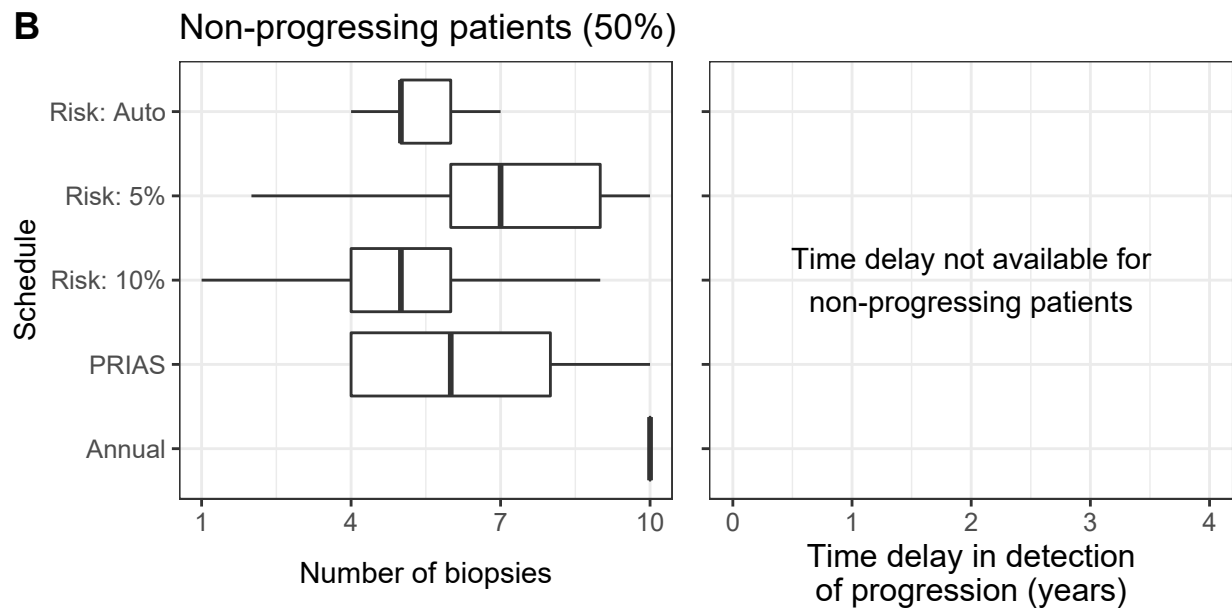 B
Non-progressing patients (50%)
Schedule
Risk: Auto
Risk: 5%
Risk: 10%
PRIAS
Annual
1 4 7 10
Number of biopsies
Time delay not available for
non-progressing patients
0 1 2 3 4
Time delay in detection
of progression (years)